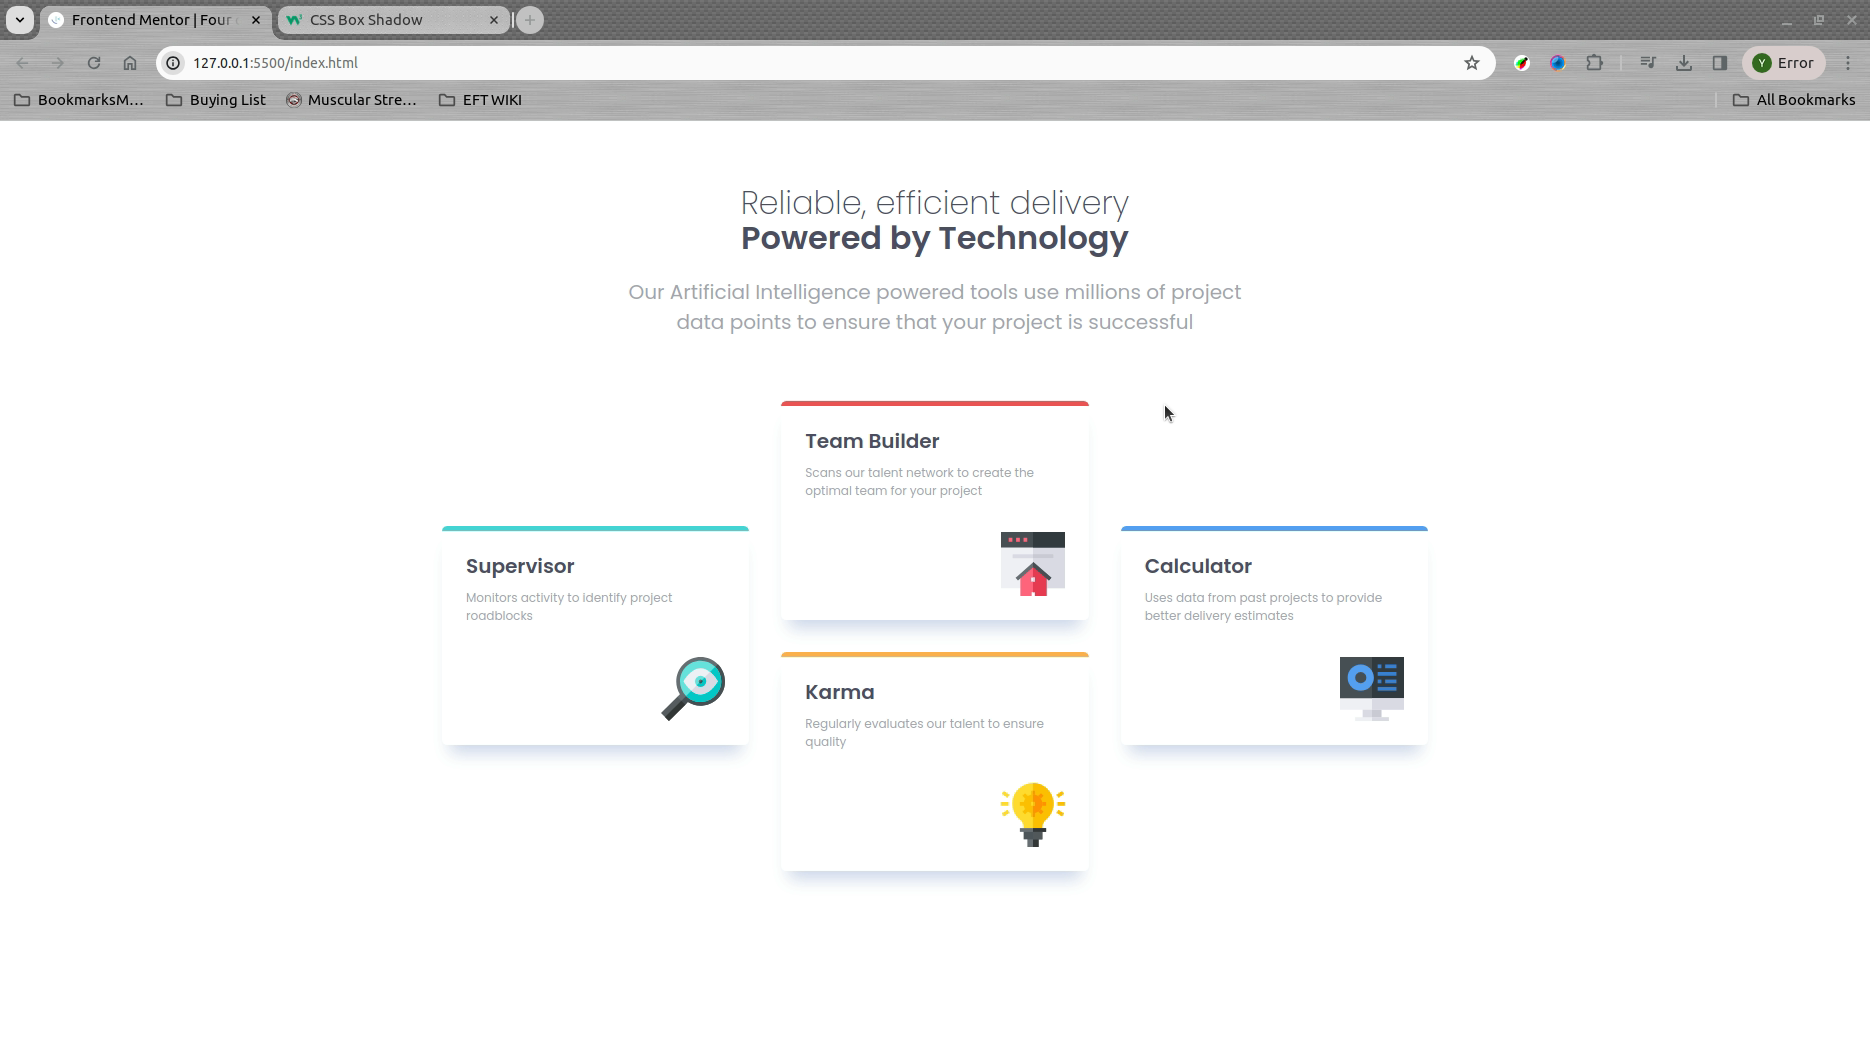 Frontend Mentor | Four
CSS Box Shadow
127.0.0.1:5500/index.html
Y Error
BookmarksM...
Buying List
Muscular Stre...
EFT WIKI
All Bookmarks
Reliable, efficient delivery
Powered by Technology
Our Artificial Intelligence powered tools use millions of project
data points to ensure that your project is successful
Team Builder
Scans our talent network to create the
optimal team for your project
Supervisor
Monitors activity to identify project
roadblocks
Calculator
Uses data from past projects to provide
better delivery estimates
Karma
Regularly evaluates our talent to ensure
quality